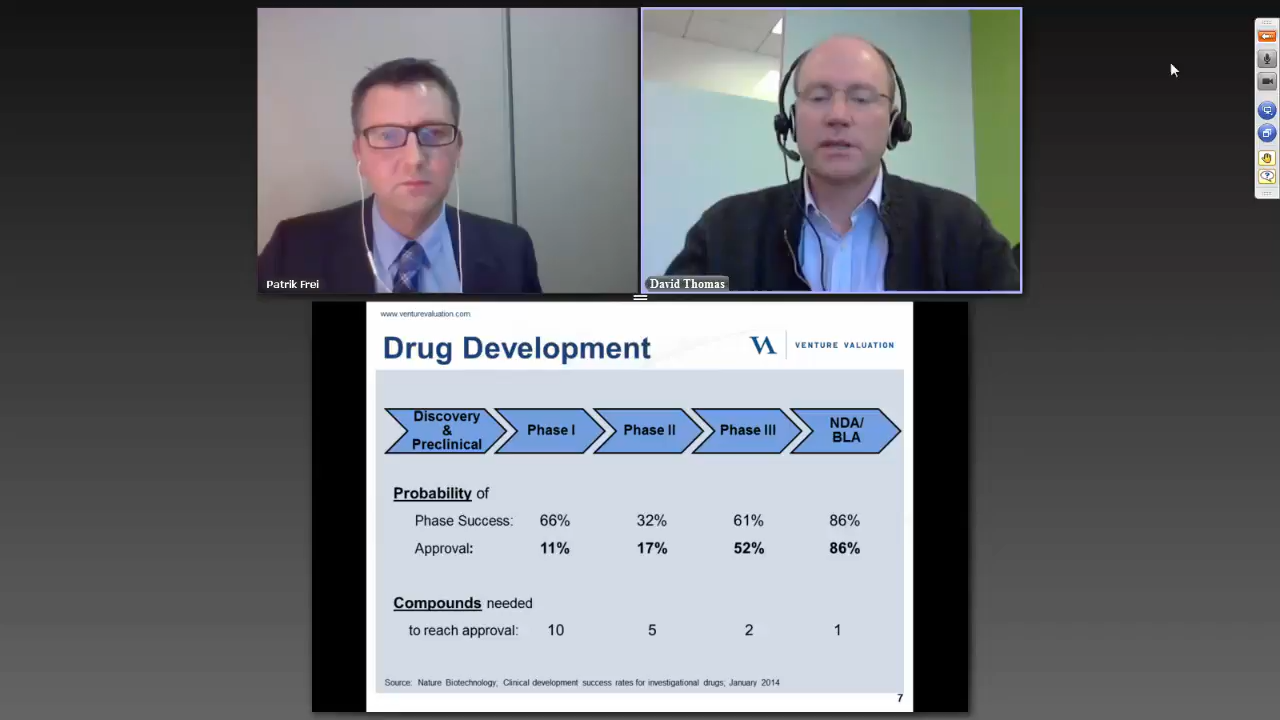 Patrik Frei
David Thomas
www.venturevaluation.com
Drug Development
VA VENTURE VALUATION
Discovery
&
Preclinical
Phase I
Phase II
Phase III
NDA/
BLA
Probability of
Phase Success: 66% 32% 61% 86%
Approval: 11% 17% 52% 86%
Compounds needed
to reach approval: 10 5 2 1
Source: Nature Biotechnology, Clinical development success rates for investigational drugs; January 2014
7